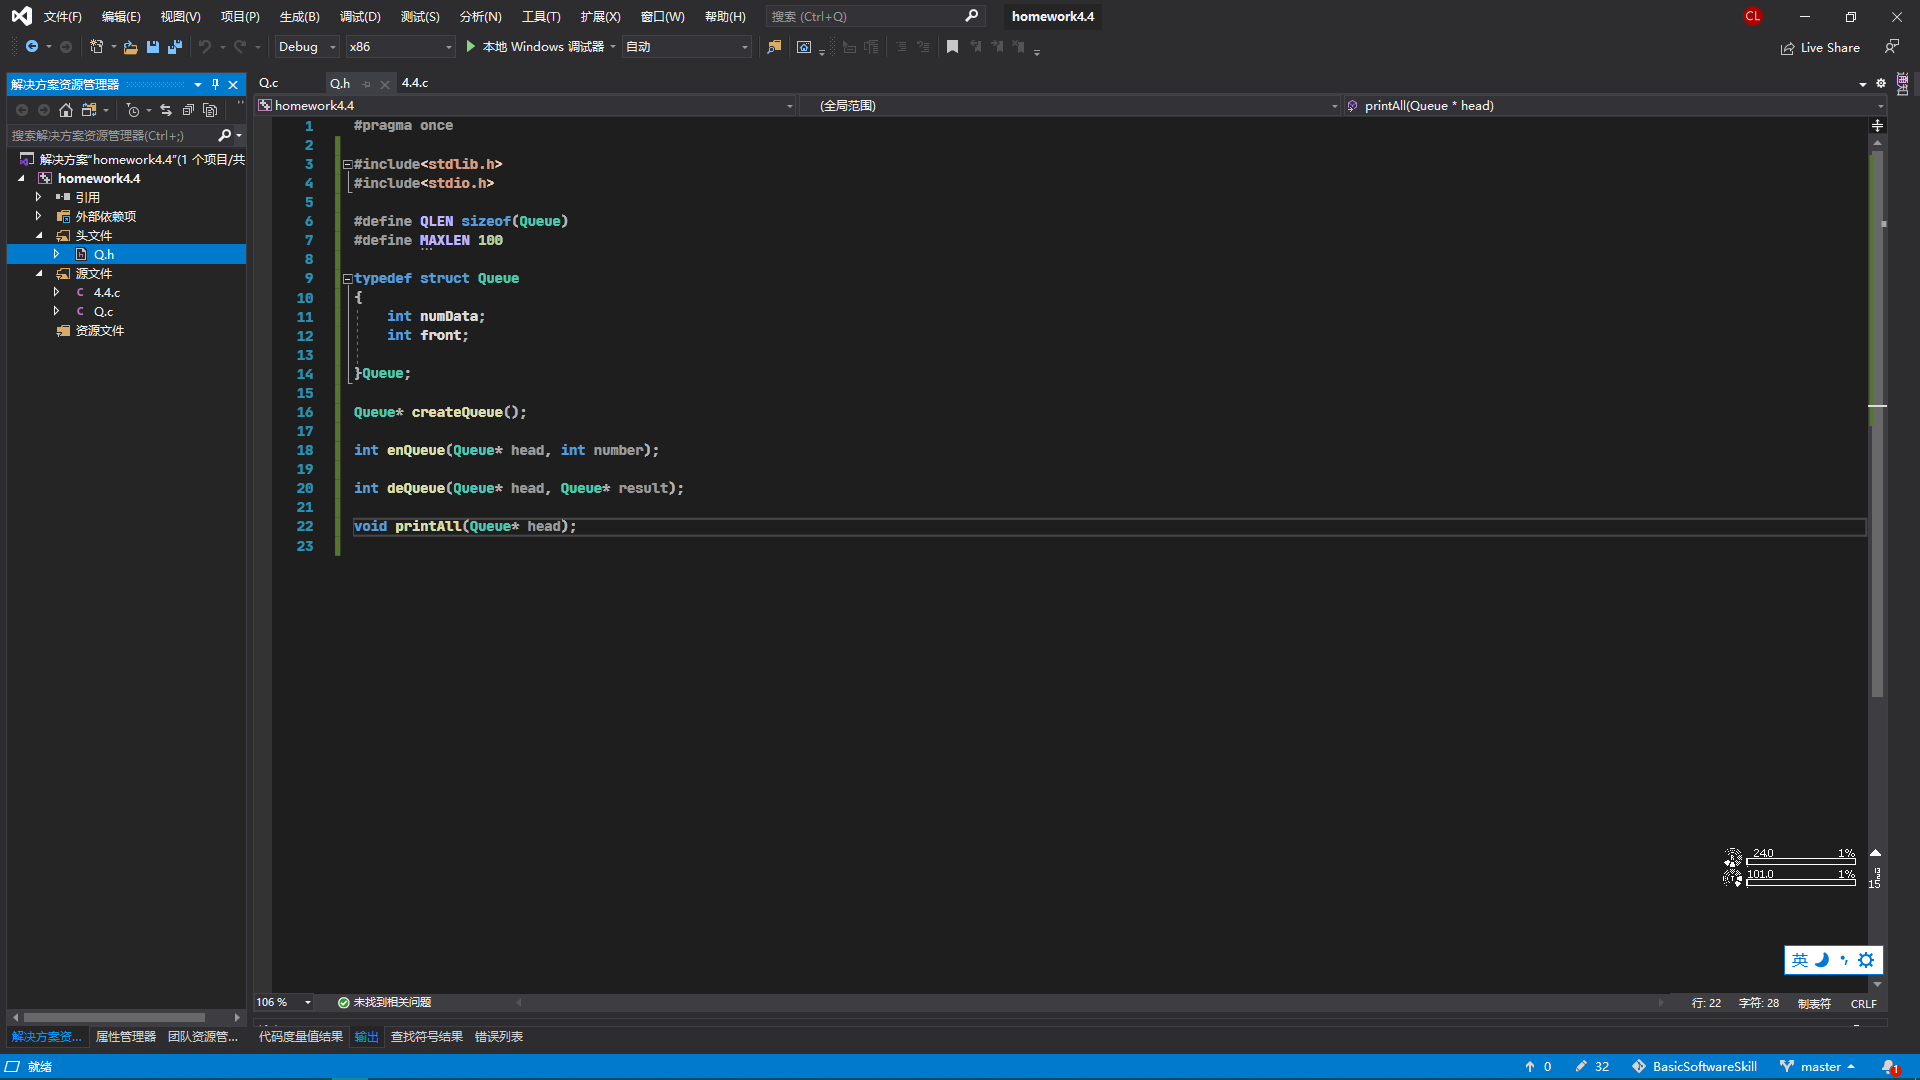 文件(F) 编辑(E) 视图(V) 项目(P) 生成(B) 调试(D) 测试(S) 分析(N) 工具(T) 扩展(X) 窗口(W) 帮助(H) 搜索 (Ctrl+Q) homework4.4 CL
Debug x86 本地 Windows 调试器 自动 Live Share
解决方案资源管理器
搜索解决方案资源管理器(Ctrl+;)
解决方案"homework4.4"(1 个项目/共
homework4.4
引用
外部依赖项
头文件
Q.h
源文件
4.4.c
Q.c
资源文件
Q.c Q.h 4.4.c
homework4.4 (全局范围) printAll(Queue * head)
1 #pragma once
2
3 #include<stdlib.h>
4 #include<stdio.h>
5
6 #define QLEN sizeof(Queue)
7 #define MAXLEN 100
8
9 typedef struct Queue
10 {
11 int numData;
12 int front;
13
14 }Queue;
15
16 Queue* createQueue();
17
18 int enQueue(Queue* head, int number);
19
20 int deQueue(Queue* head, Queue* result);
21
22 void printAll(Queue* head);
23
24.0 1%
101.0 1%
15
英
106 % 未找到相关问题 行: 22 字符: 28 制表符 CRLF
解决方案资... 属性管理器 团队资源管... 代码度量值结果 输出 查找符号结果 错误列表
就绪 0 32 BasicSoftwareSkill master 1